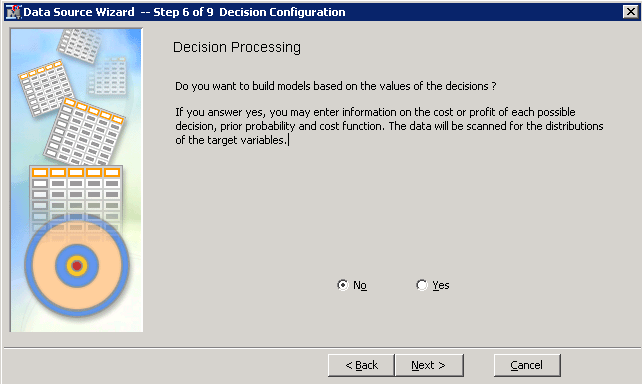 Data Source Wizard -- Step 6 of 9 Decision Configuration
Decision Processing
Do you want to build models based on the values of the decisions ?
If you answer yes, you may enter information on the cost or profit of each possible
decision, prior probability and cost function. The data will be scanned for the distributions
of the target variables.
No Yes
< Back Next > Cancel